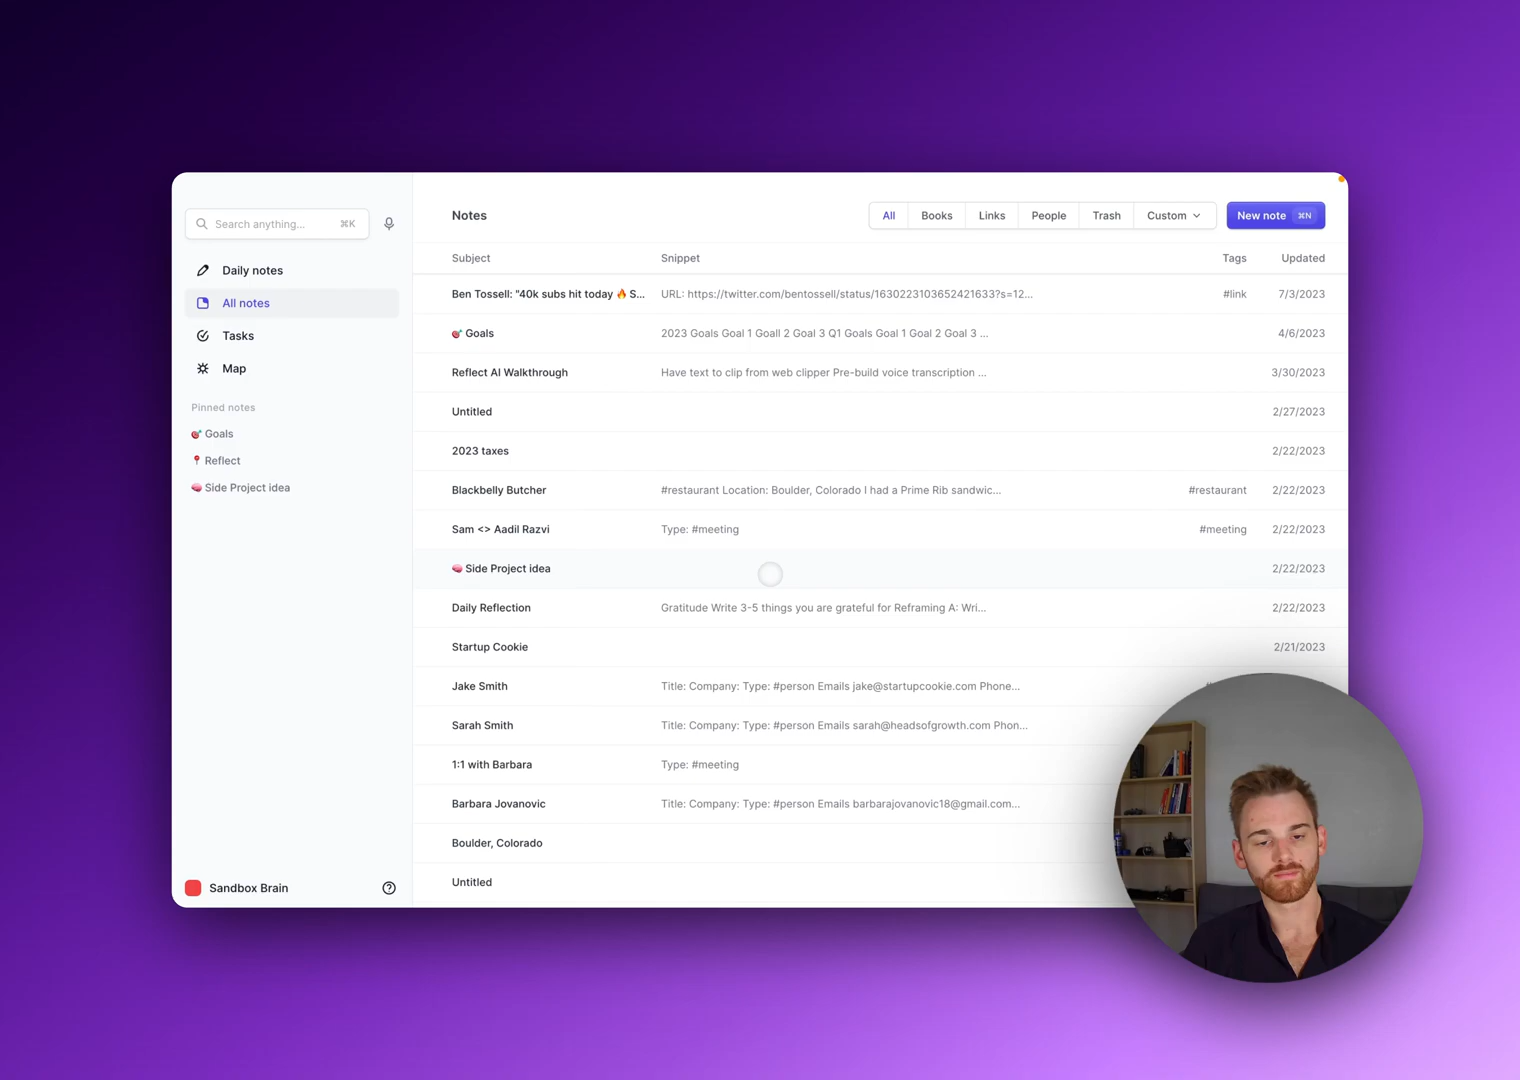 Search anything... ⌘K
Daily notes
All notes
Tasks
Map
Pinned notes
🎯 Goals
📍 Reflect
🧠 Side Project idea
Sandbox Brain
Notes
All Books Links People Trash Custom New note ⌘N
Subject Snippet Tags Updated
Ben Tossell: "40k subs hit today 🔥 S... URL: https://twitter.com/bentossell/status/1630223103652421633?s=12... #link 7/3/2023
🎯 Goals 2023 Goals Goal 1 Goall 2 Goal 3 Q1 Goals Goal 1 Goal 2 Goal 3 ... 4/6/2023
Reflect AI Walkthrough Have text to clip from web clipper Pre-build voice transcription ... 3/30/2023
Untitled 2/27/2023
2023 taxes 2/22/2023
Blackbelly Butcher #restaurant Location: Boulder, Colorado I had a Prime Rib sandwic... #restaurant 2/22/2023
Sam <> Aadil Razvi Type: #meeting #meeting 2/22/2023
🧠 Side Project idea 2/22/2023
Daily Reflection Gratitude Write 3-5 things you are grateful for Reframing A: Wri... 2/22/2023
Startup Cookie 2/21/2023
Jake Smith Title: Company: Type: #person Emails jake@startupcookie.com Phone...
Sarah Smith Title: Company: Type: #person Emails sarah@headsofgrowth.com Phon...
1:1 with Barbara Type: #meeting
Barbara Jovanovic Title: Company: Type: #person Emails barbarajovanovic18@gmail.com...
Boulder, Colorado
Untitled